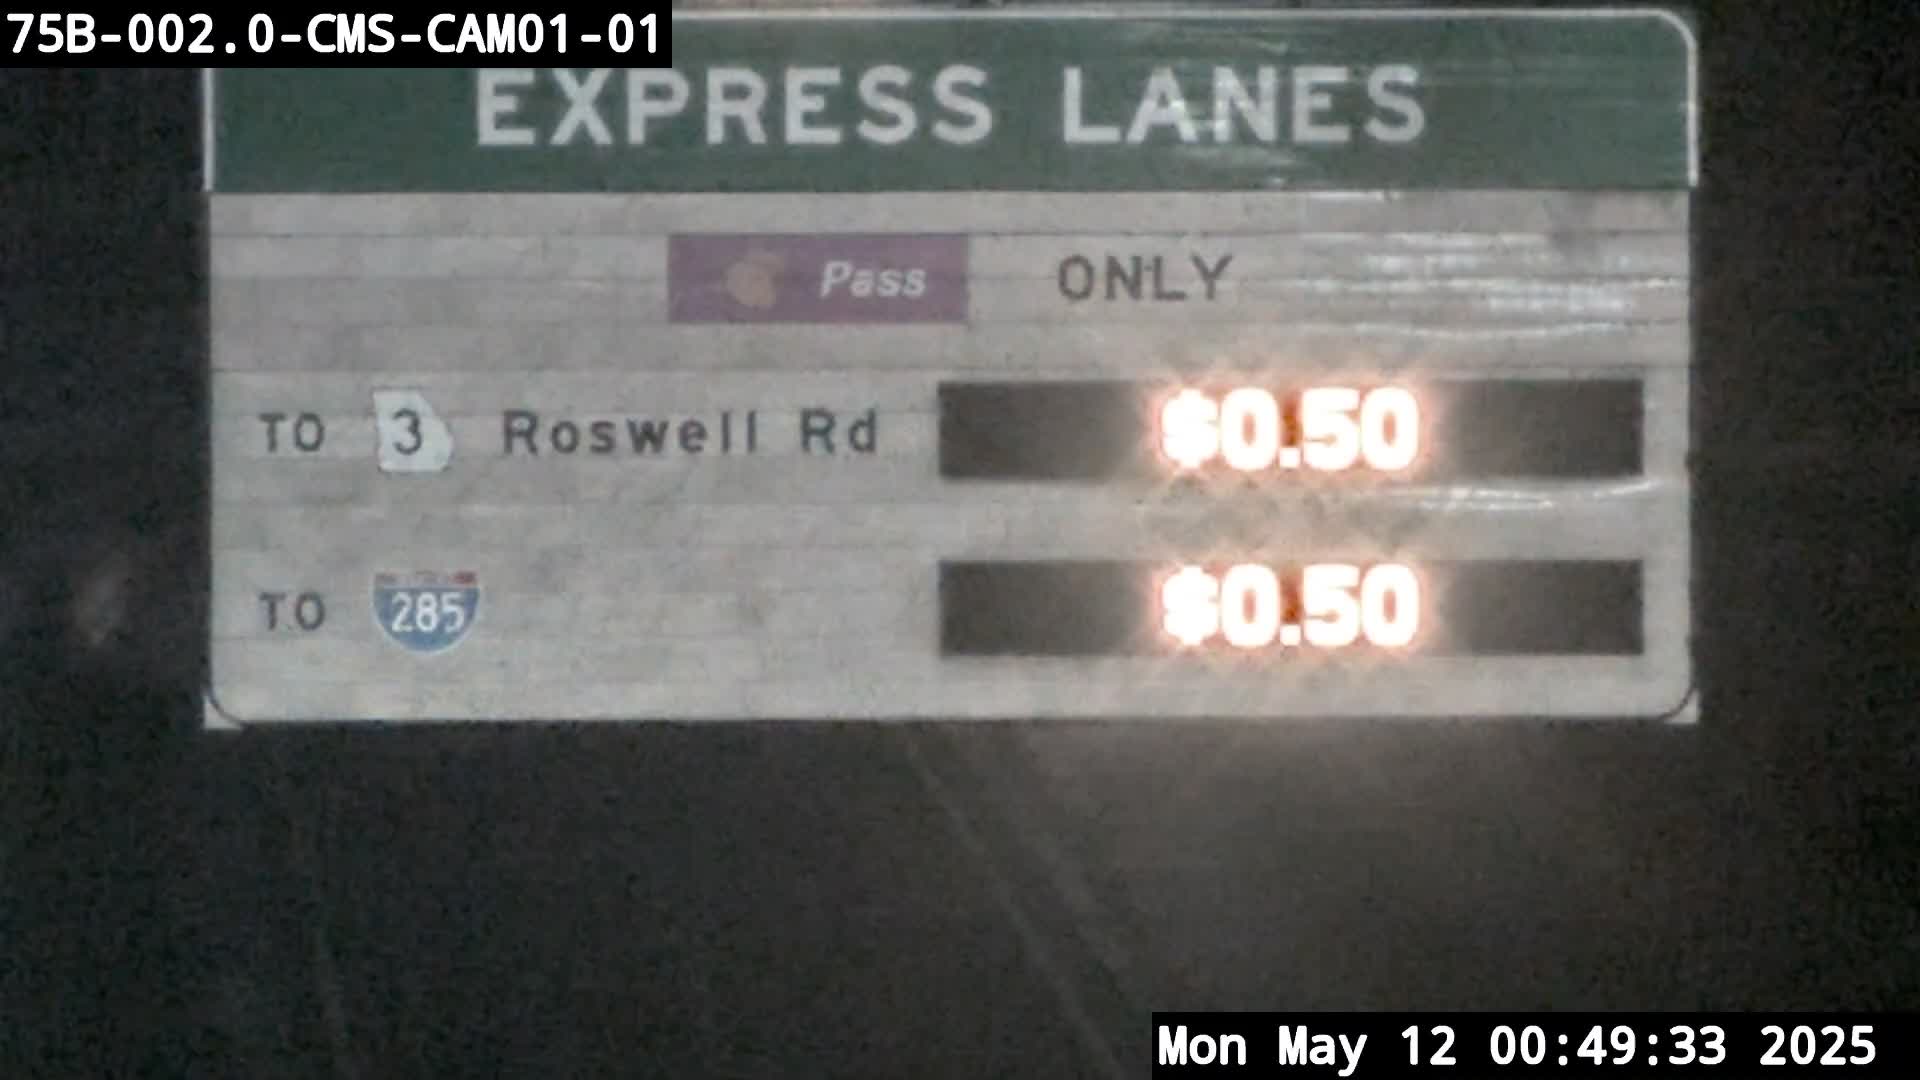 75B-002.0-CMS-CAM01-01
EXPRESS LANES
Pass ONLY
TO 3 Roswell Rd $0.50
TO 285 $0.50
Mon May 12 00:49:33 2025